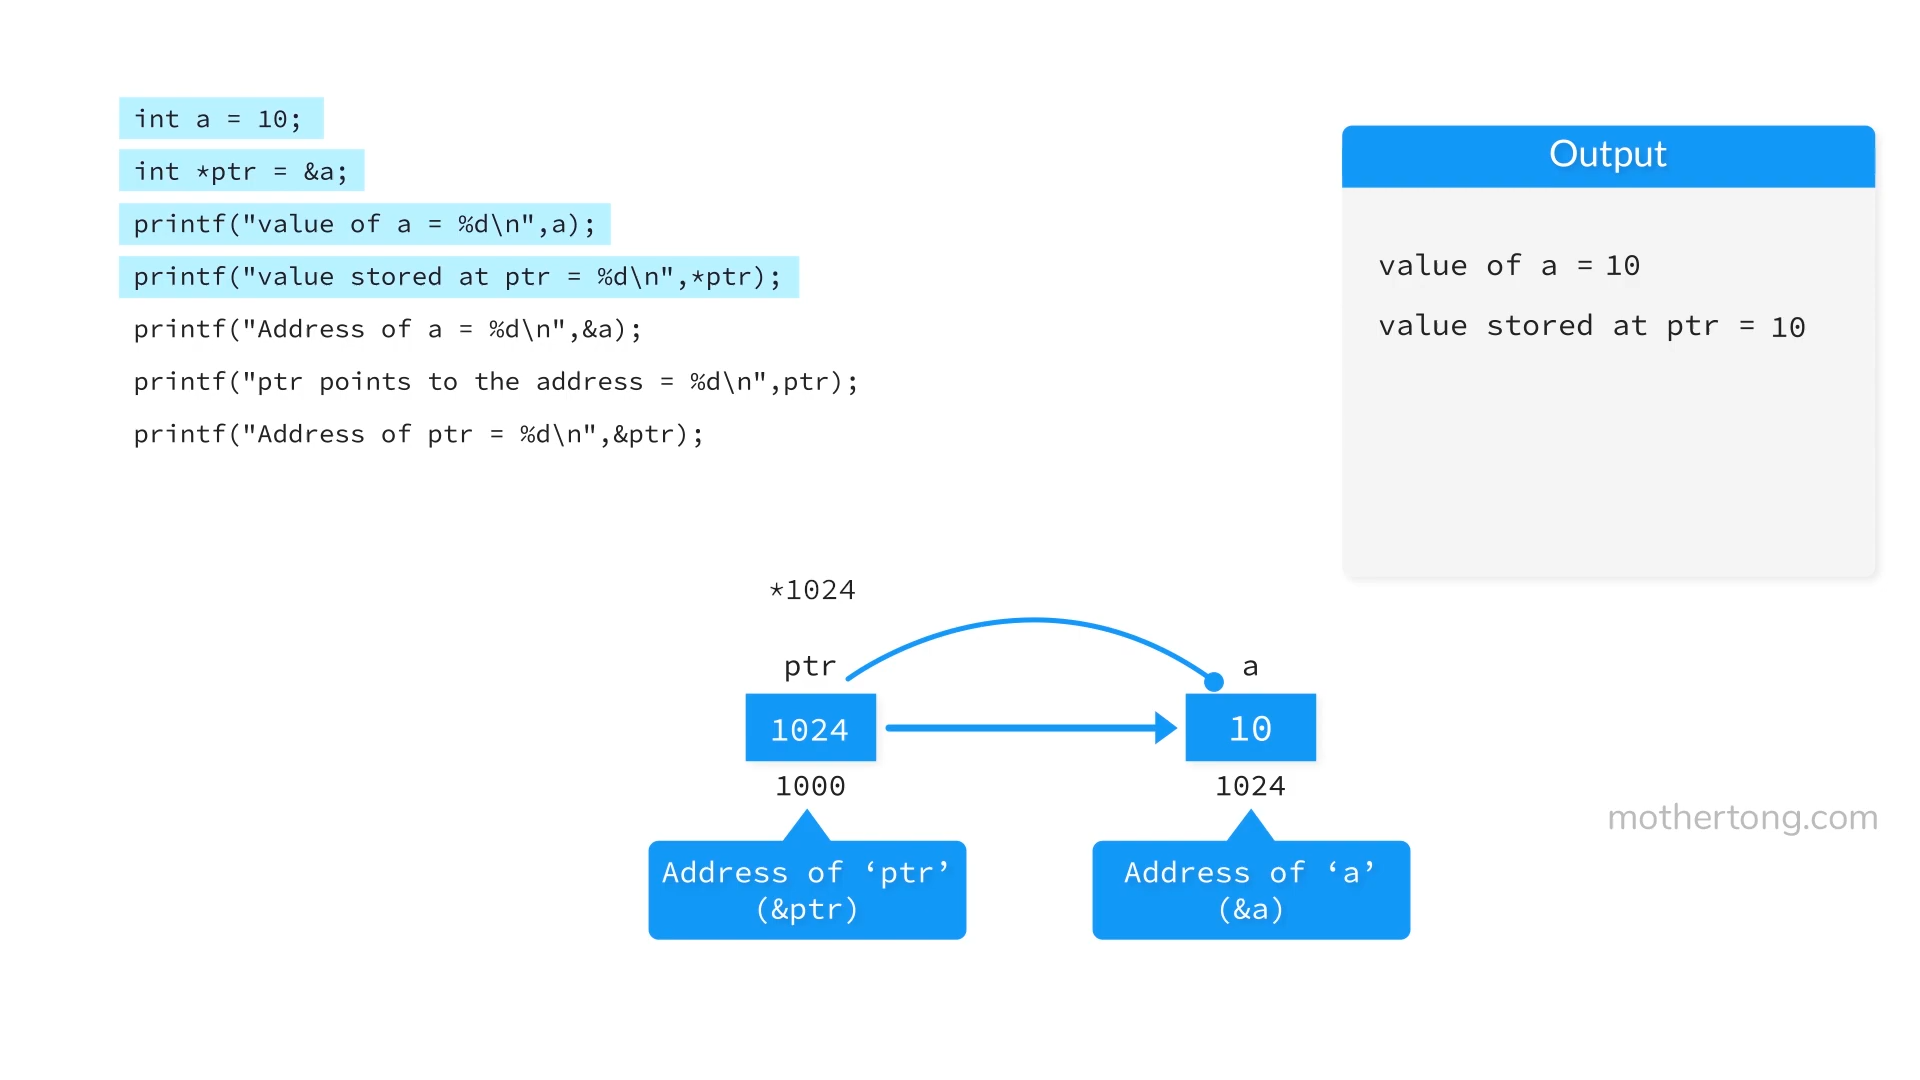 int a = 10;
int *ptr = &a;
printf("value of a = %d\n",a);
printf("value stored at ptr = %d\n",*ptr);
printf("Address of a = %d\n",&a);
printf("ptr points to the address = %d\n",ptr);
printf("Address of ptr = %d\n",&ptr);
Output
value of a = 10
value stored at ptr = 10
*1024
ptr
a
1024
10
1000
1024
Address of ‘ptr’
(&ptr)
Address of ‘a’
(&a)
mothertong.com